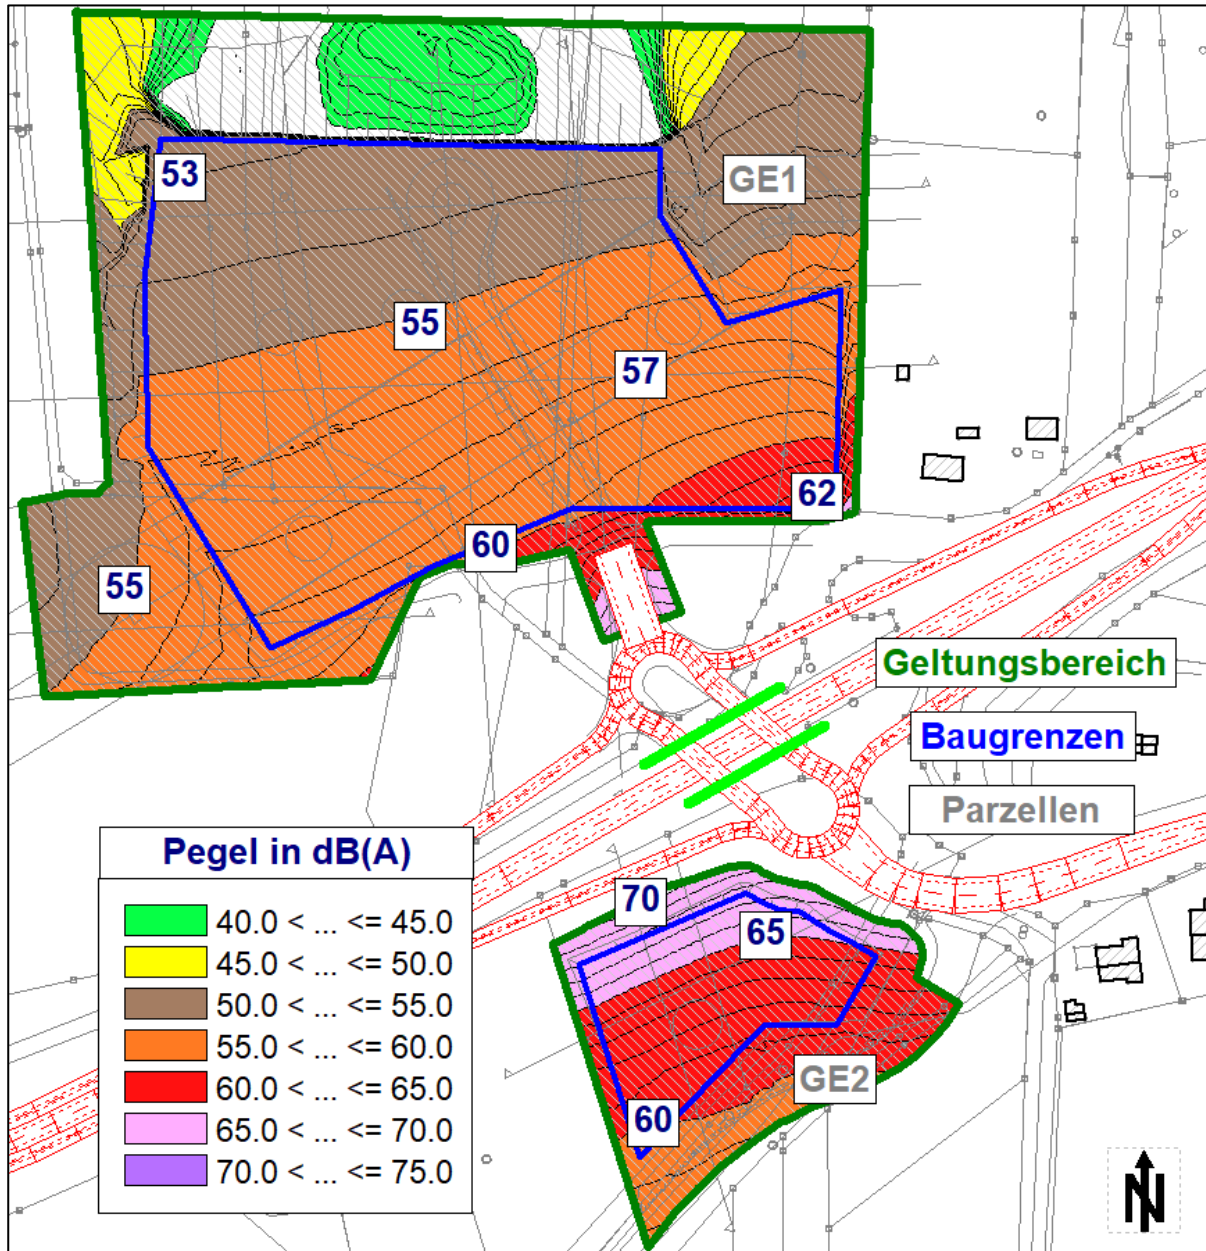 53
GE1
55
57
62
60
55
Geltungsbereich
Baugrenzen
Parzellen
Pegel in dB(A)
40.0 < ... <= 45.0
45.0 < ... <= 50.0
50.0 < ... <= 55.0
55.0 < ... <= 60.0
60.0 < ... <= 65.0
65.0 < ... <= 70.0
70.0 < ... <= 75.0
70
65
GE2
60
N